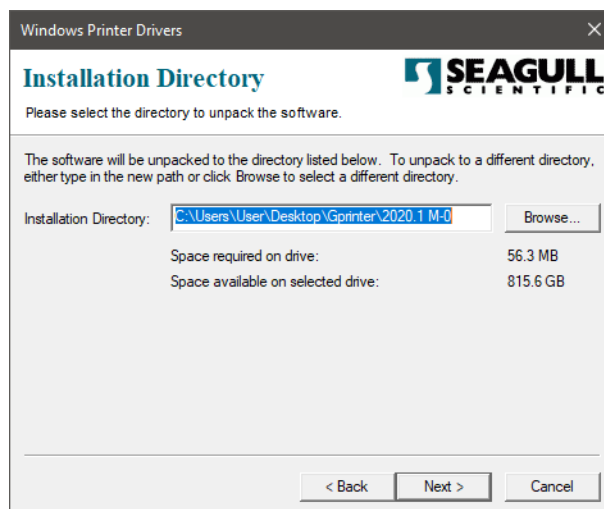 Windows Printer Drivers
Installation Directory
SEAGULL
SCIENTIFIC
Please select the directory to unpack the software.
The software will be unpacked to the directory listed below. To unpack to a different directory,
either type in the new path or click Browse to select a different directory.
Installation Directory: C:\Users\User\Desktop\Gprinter\2020.1 M-0 Browse...
Space required on drive: 56.3 MB
Space available on selected drive: 815.6 GB
< Back Next > Cancel